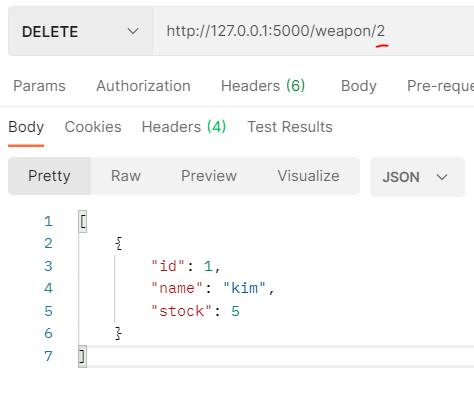 DELETE http://127.0.0.1:5000/weapon/2
Params Authorization Headers (6) Body Pre-reque
Body Cookies Headers (4) Test Results
Pretty Raw Preview Visualize JSON
1 [
2 {
3 "id": 1,
4 "name": "kim",
5 "stock": 5
6 }
7 ]